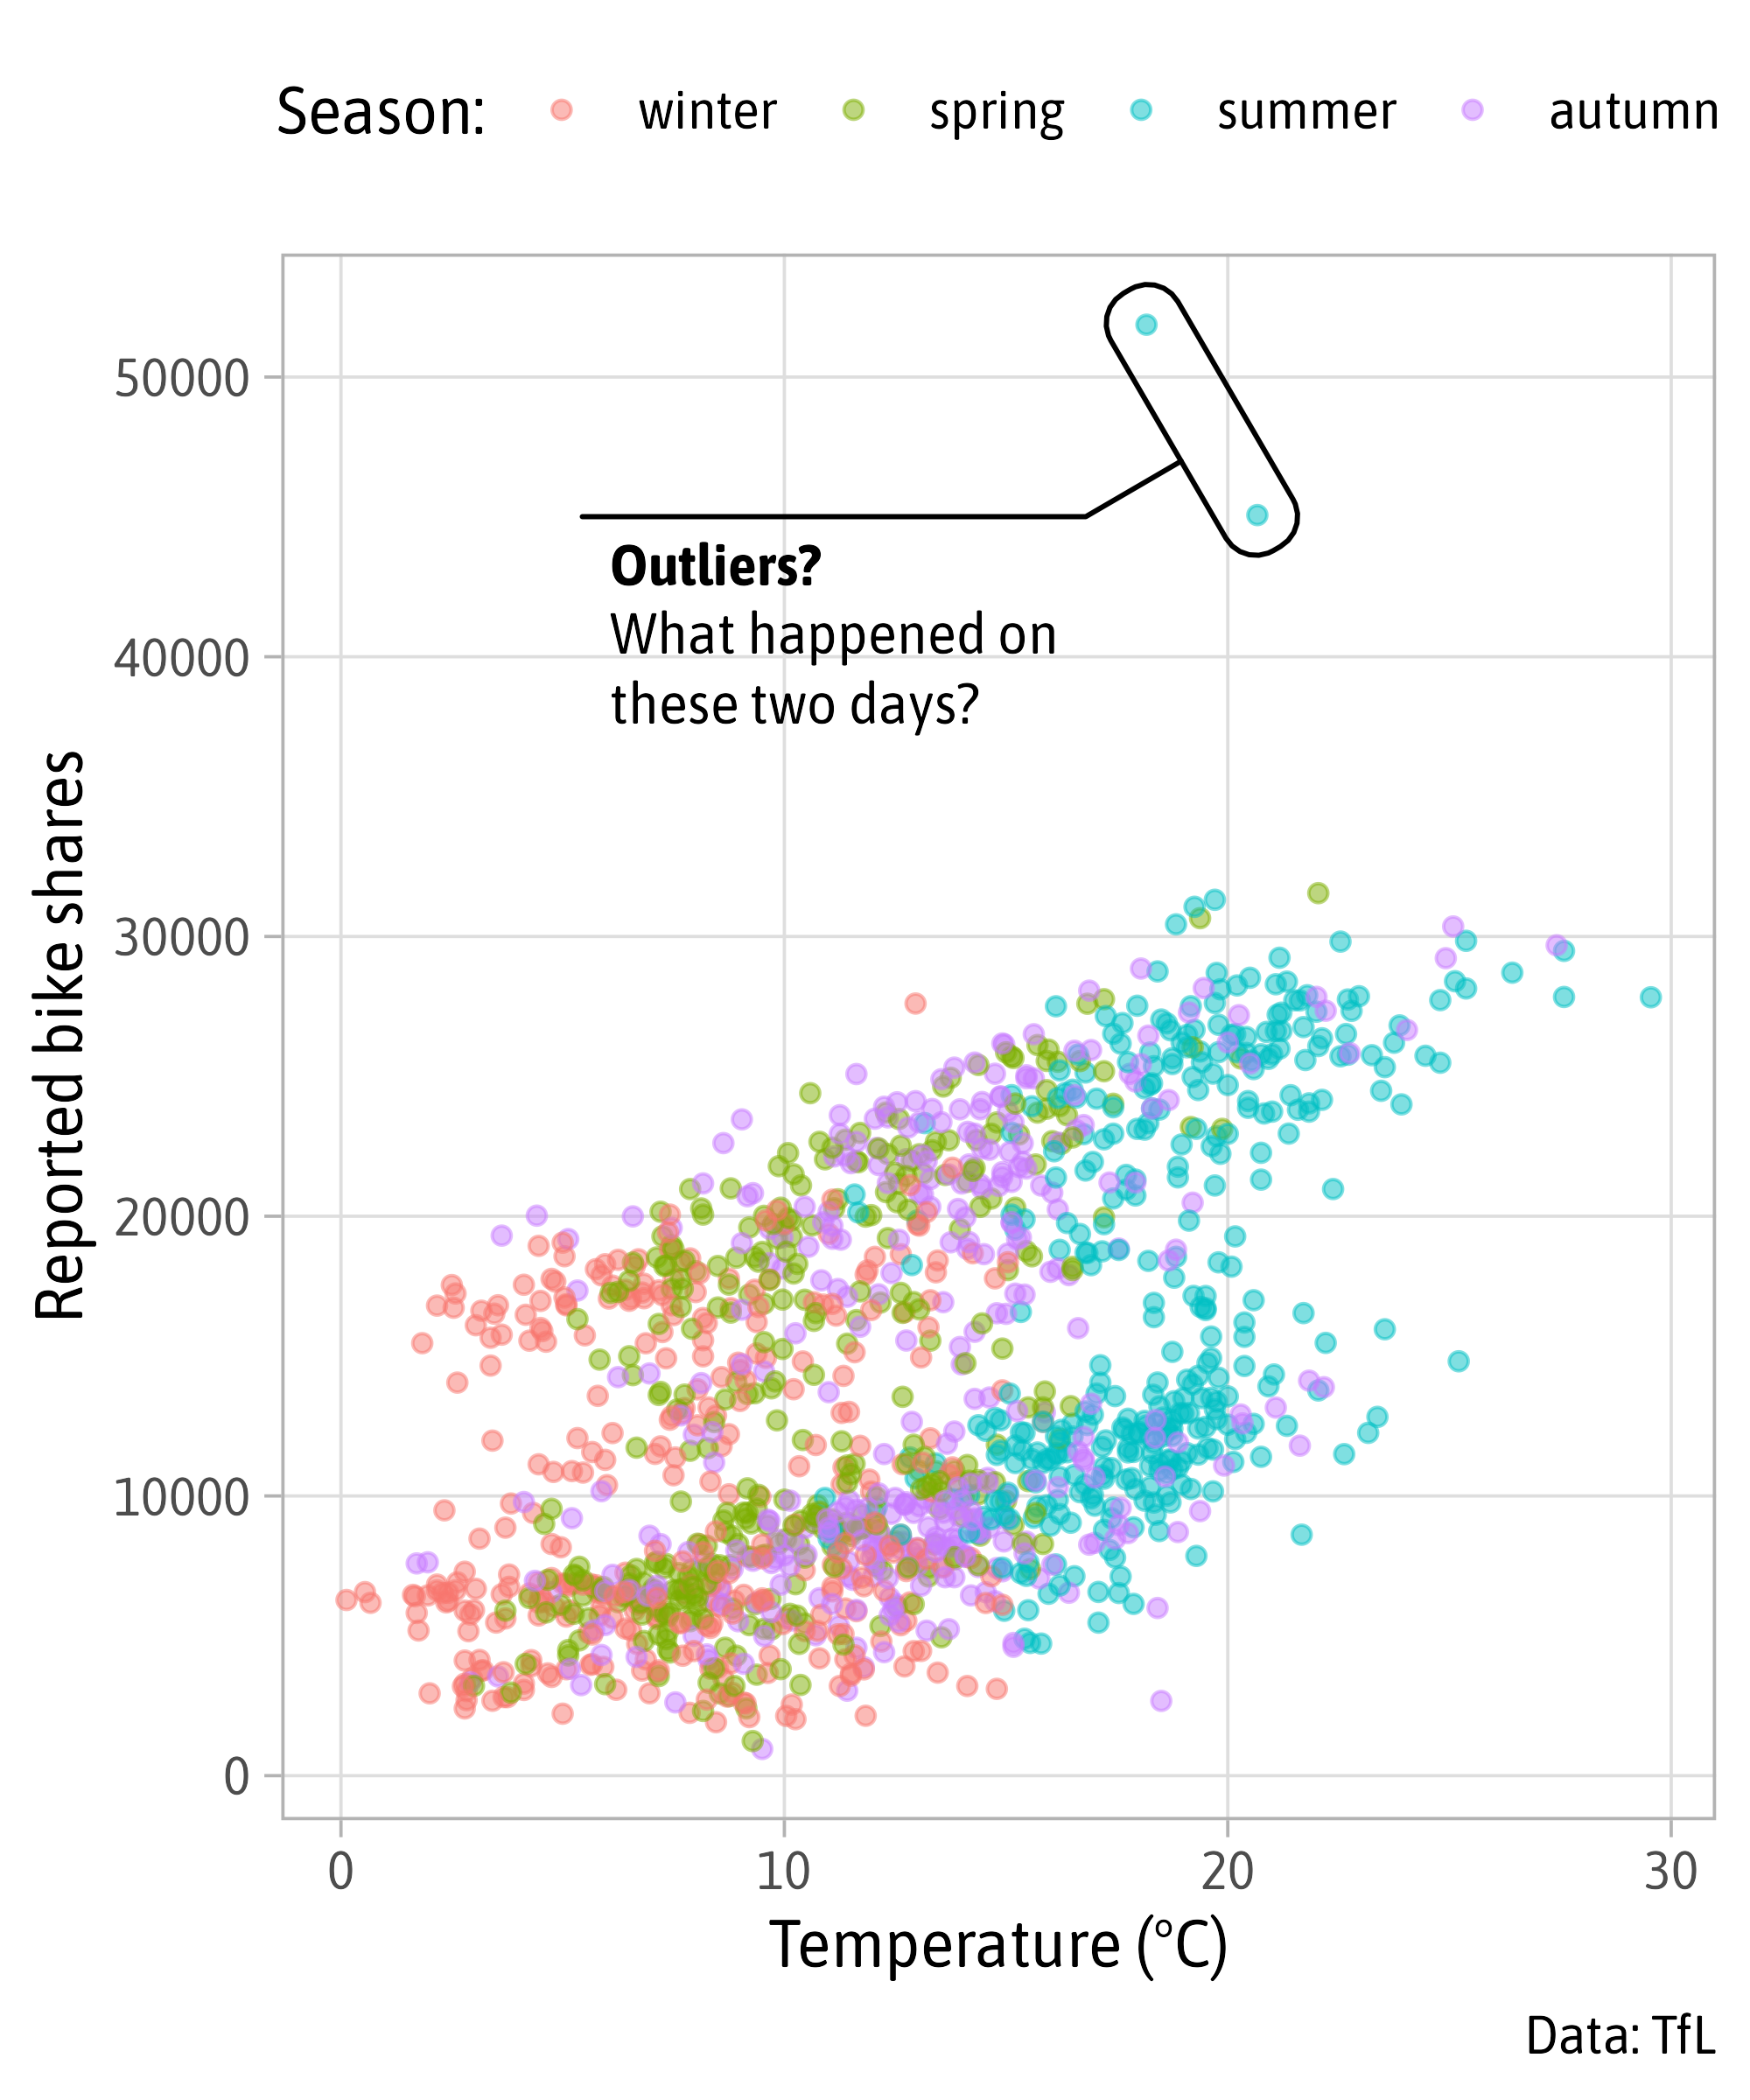 Season: winter spring summer autumn
50000
40000
30000
20000
10000
0
Reported bike shares
Outliers?
What happened on
these two days?
0 10 20 30
Temperature (°C)
Data: TfL